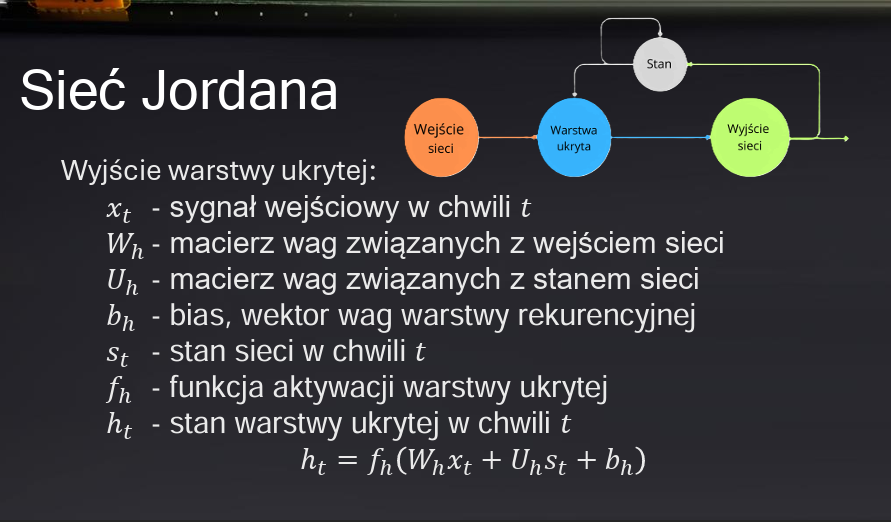 Sieć Jordana
Stan
Wejście
sieci
Warstwa
ukryta
Wyjście
sieci
Wyjście warstwy ukrytej:
x_t - sygnał wejściowy w chwili t
W_h - macierz wag związanych z wejściem sieci
U_h - macierz wag związanych z stanem sieci
b_h - bias, wektor wag warstwy rekurencyjnej
s_t - stan sieci w chwili t
f_h - funkcja aktywacji warstwy ukrytej
h_t - stan warstwy ukrytej w chwili t
h_t = f_h(W_h x_t + U_h s_t + b_h)